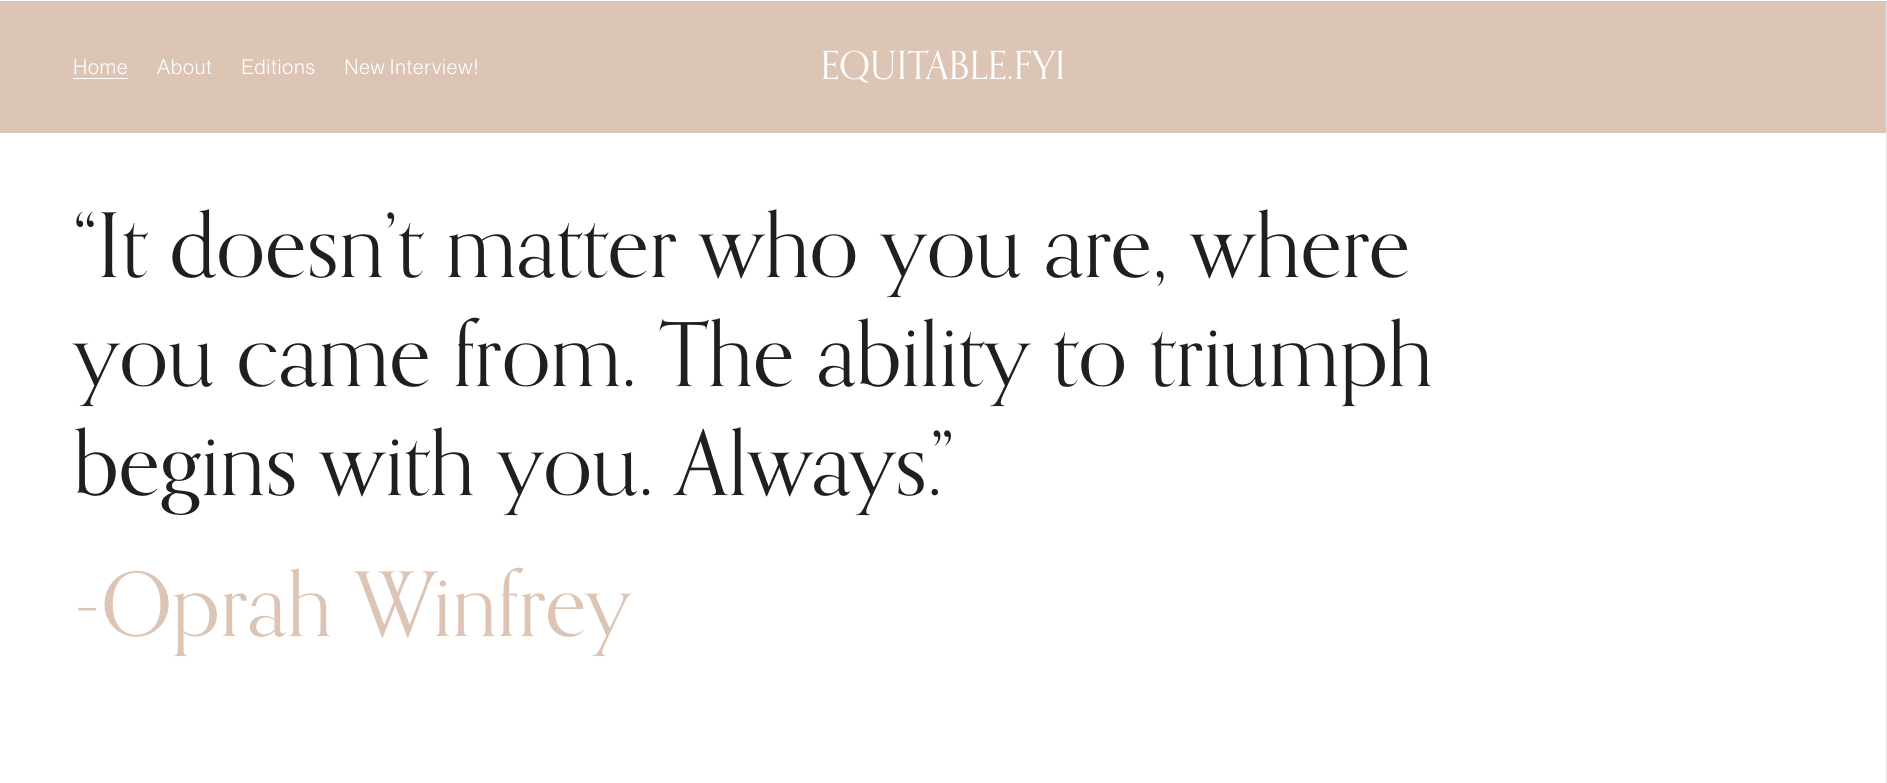 Home About Editions New Interview!
EQUITABLE.FYI
“It doesn’t matter who you are, where
you came from. The ability to triumph
begins with you. Always.”
-Oprah Winfrey